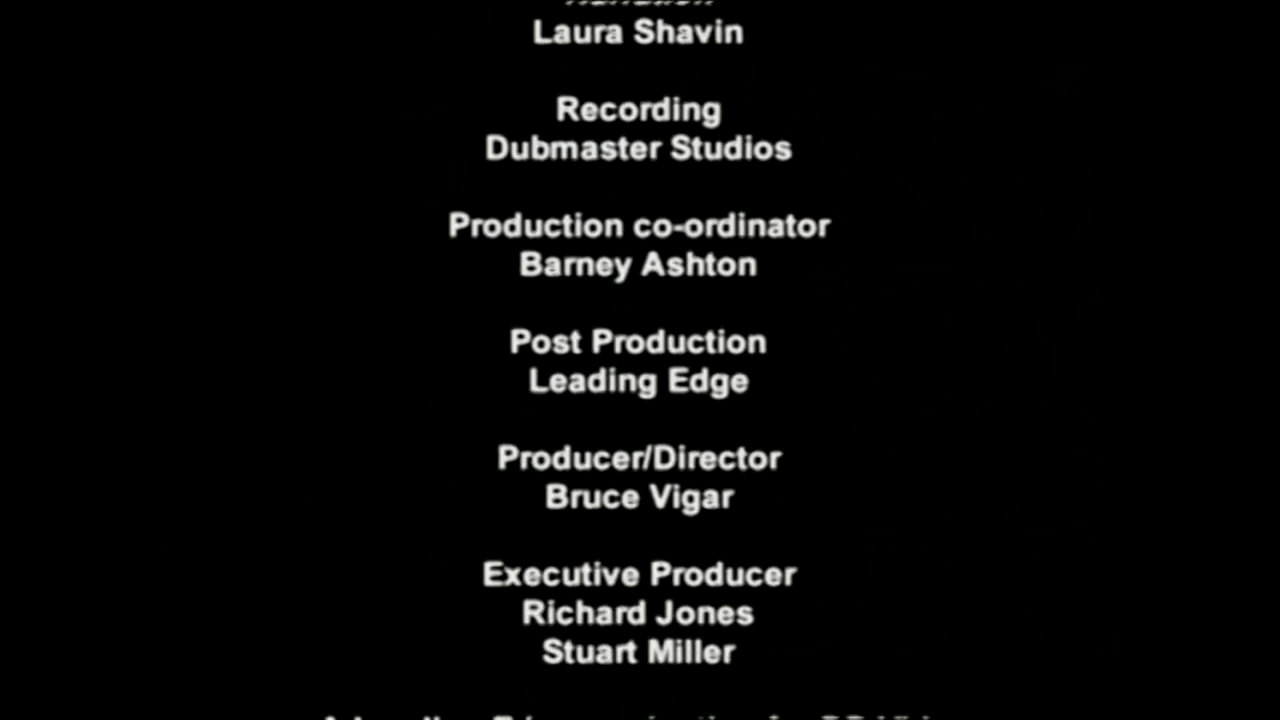 Laura Shavin
Recording
Dubmaster Studios
Production co-ordinator
Barney Ashton
Post Production
Leading Edge
Producer/Director
Bruce Vigar
Executive Producer
Richard Jones
Stuart Miller